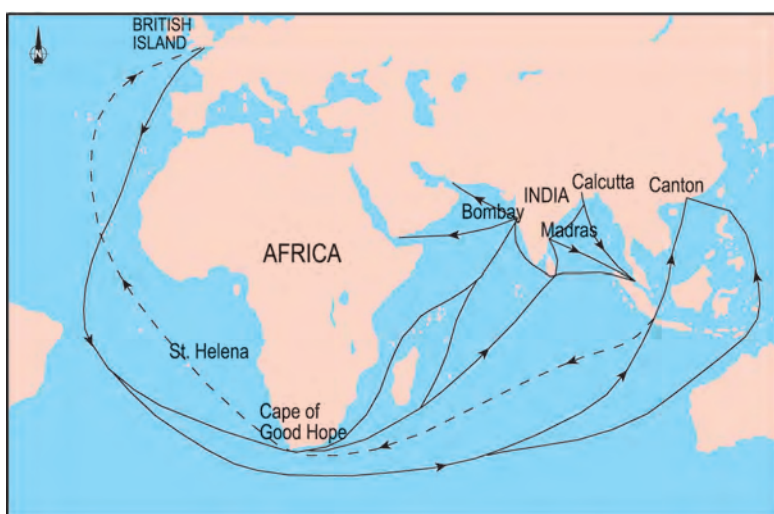 BRITISH
ISLAND
N
INDIA
Calcutta
Canton
Bombay
Madras
AFRICA
St. Helena
Cape of
Good Hope